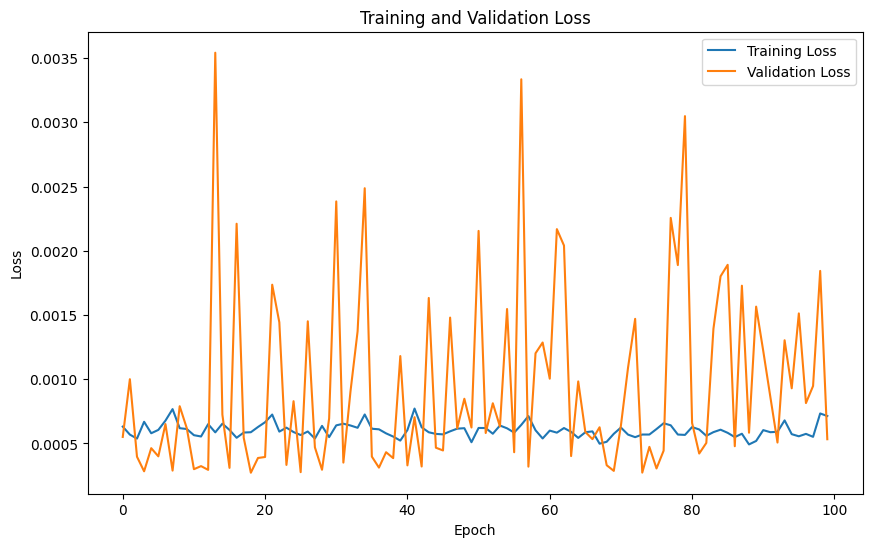 Training and Validation Loss
Training Loss
Validation Loss
0.0035
0.0030
0.0025
0.0020
0.0015
0.0010
0.0005
Loss
0 20 40 60 80 100
Epoch